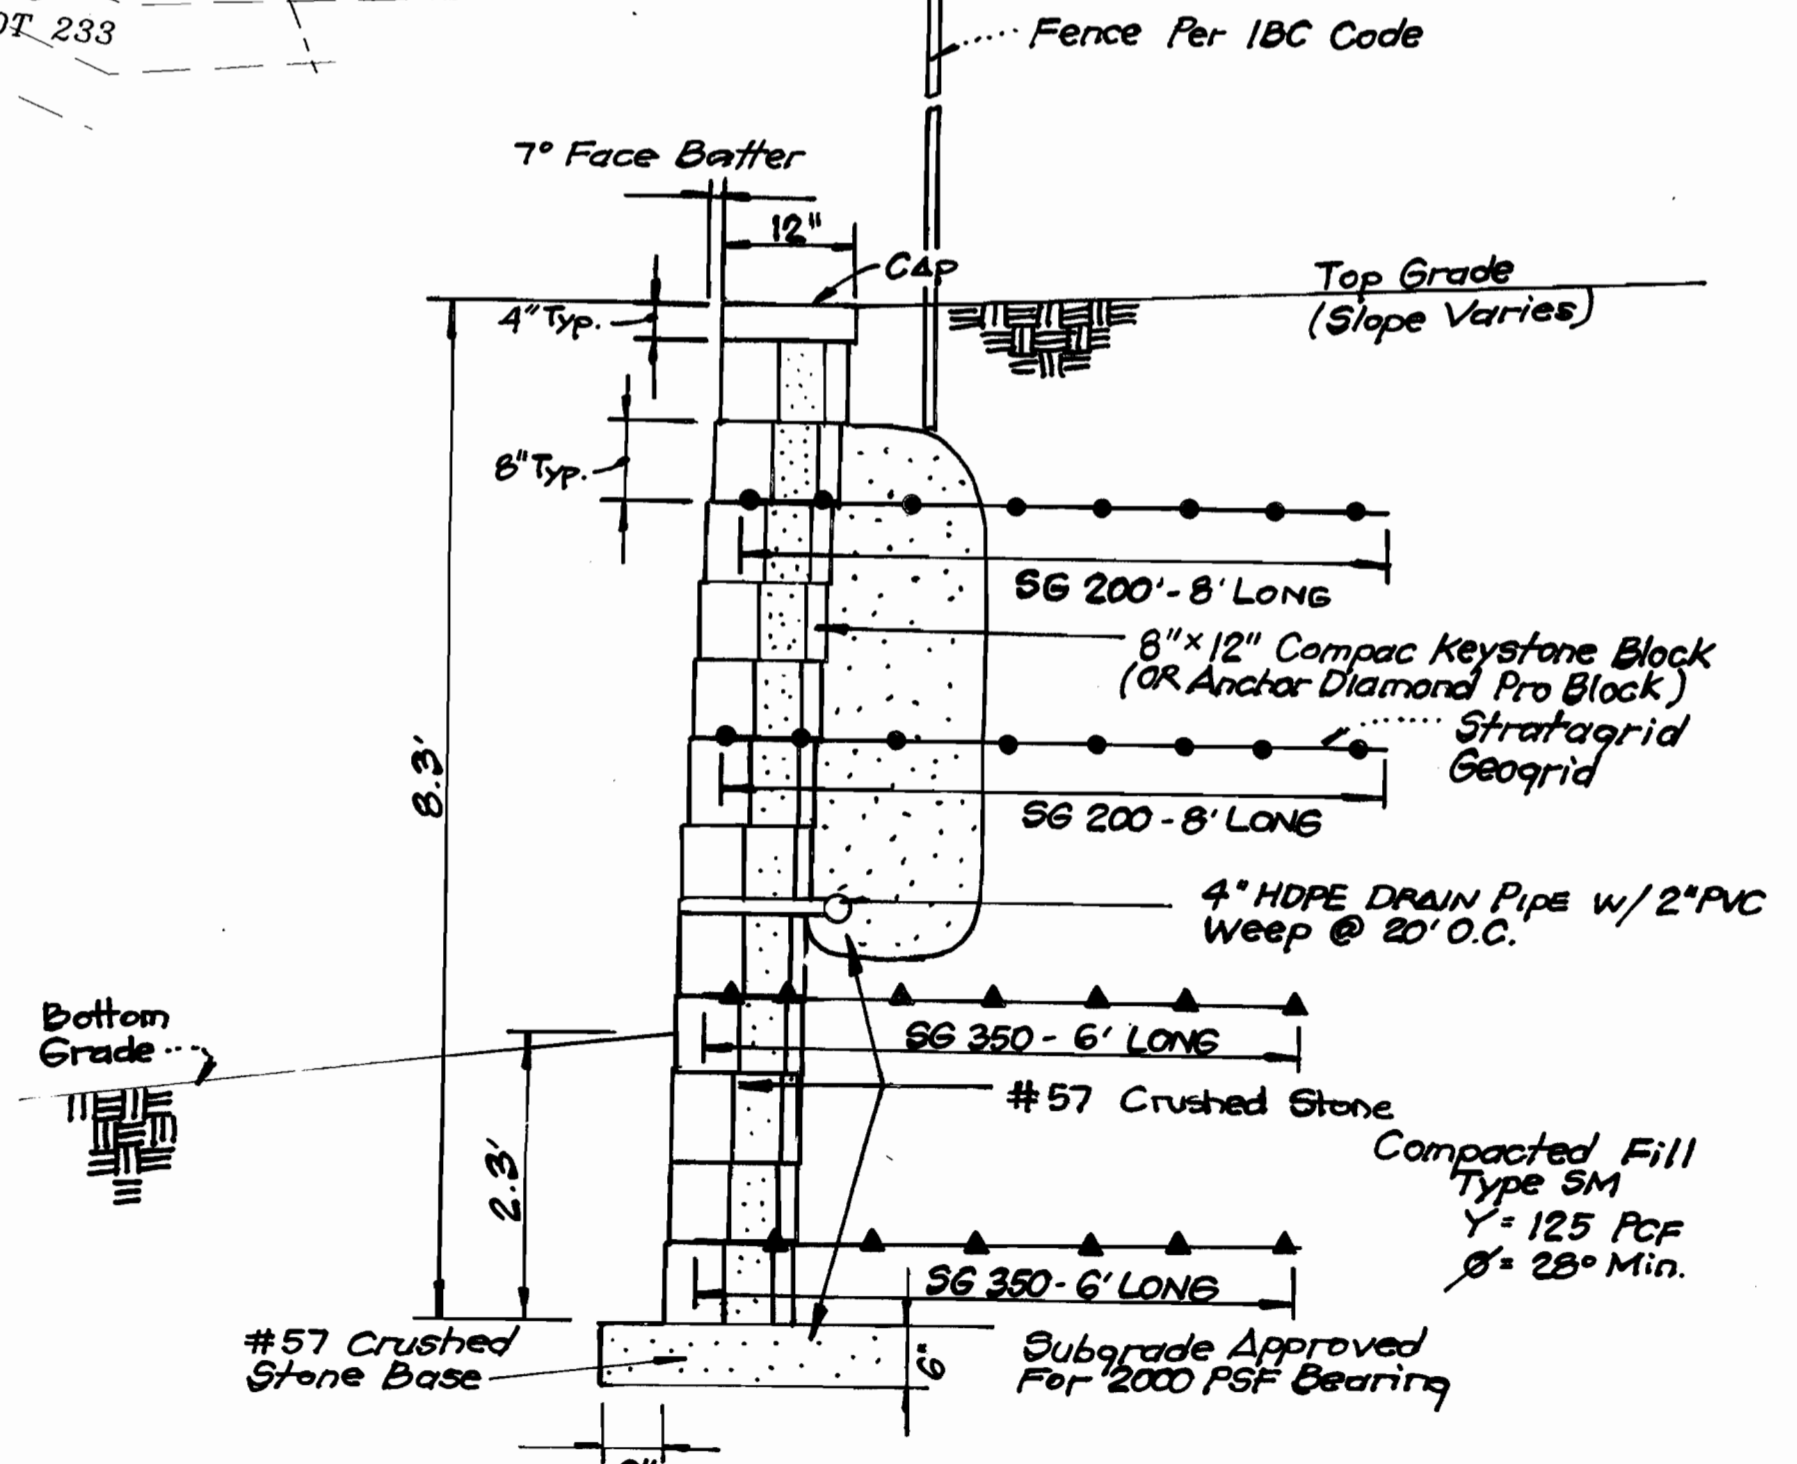 233
Fence Per IBC Code
7° Face Batter
12"
CAP
Top Grade
(Slope Varies)
4" Typ.
8" Typ.
SG 200'-8' LONG
8"x12" Compac Keystone Block
(OR Anchor Diamond Pro Block)
Stratagrid
Geogrid
8.3'
SG 200-8' LONG
4" HDPE DRAIN PIPE w/ 2" PVC
Weep @ 20' O.C.
Bottom
Grade
SG 350-6' LONG
#57 Crushed Stone
2.3'
Compacted Fill
Type SM
γ = 125 PCF
Ø = 28° Min.
SG 350-6' LONG
#57 Crushed
Stone Base
6"
Subgrade Approved
For 2000 PSF Bearing